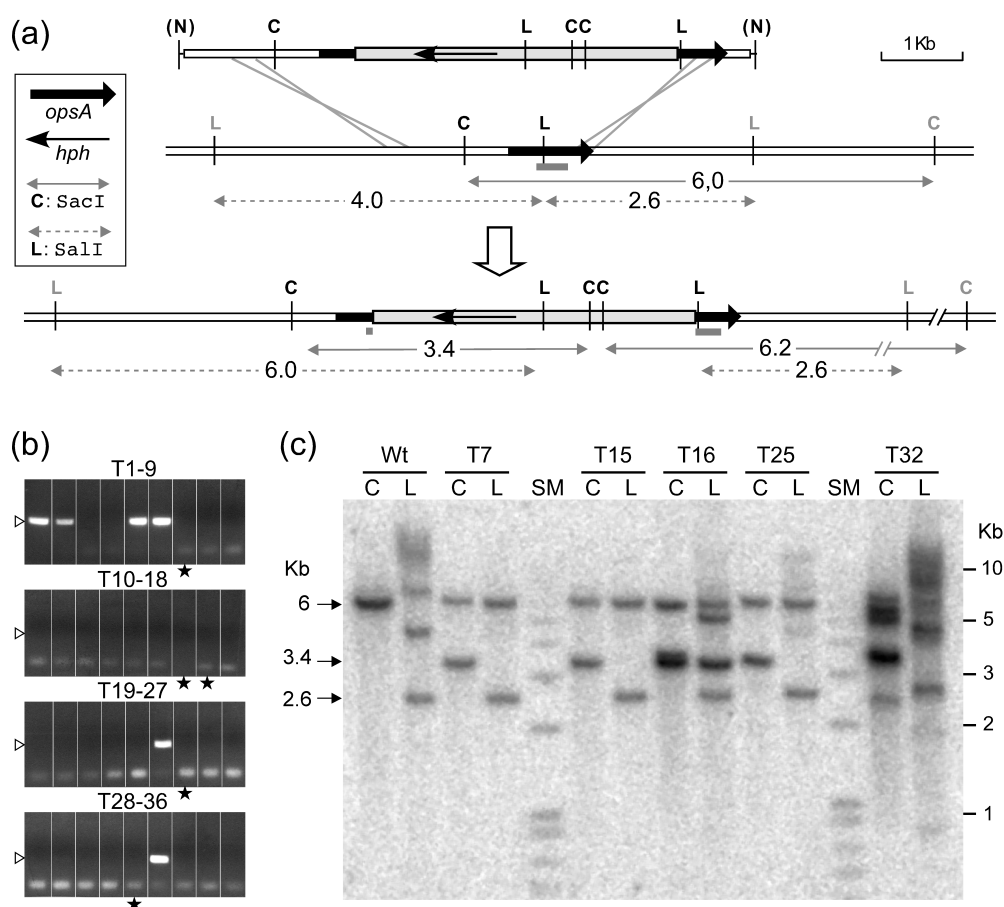 (a)
(N) C L CC L (N)
1Kb
opsA
hph
C: SacI
L: SalI
L C L L C
6,0
4.0 2.6
L C L CC L L C
3.4 6.2
6.0 2.6
(b)
T1-9
T10-18
T19-27
T28-36
(c)
Wt T7 T15 T16 T25 T32
C L C L SM C L C L C L SM C L
Kb Kb
6
3.4
2.6
10
5
3
2
1